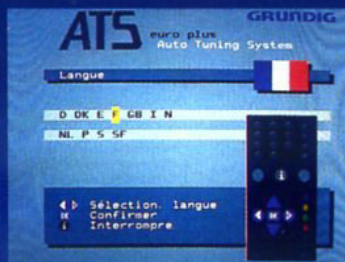 ATS euro plus
GRUNDIG
Auto Tuning System
Langue
D DK E F GB I N
NL P S SF
Sélection. langue
OK Confirmer
i Interrompre